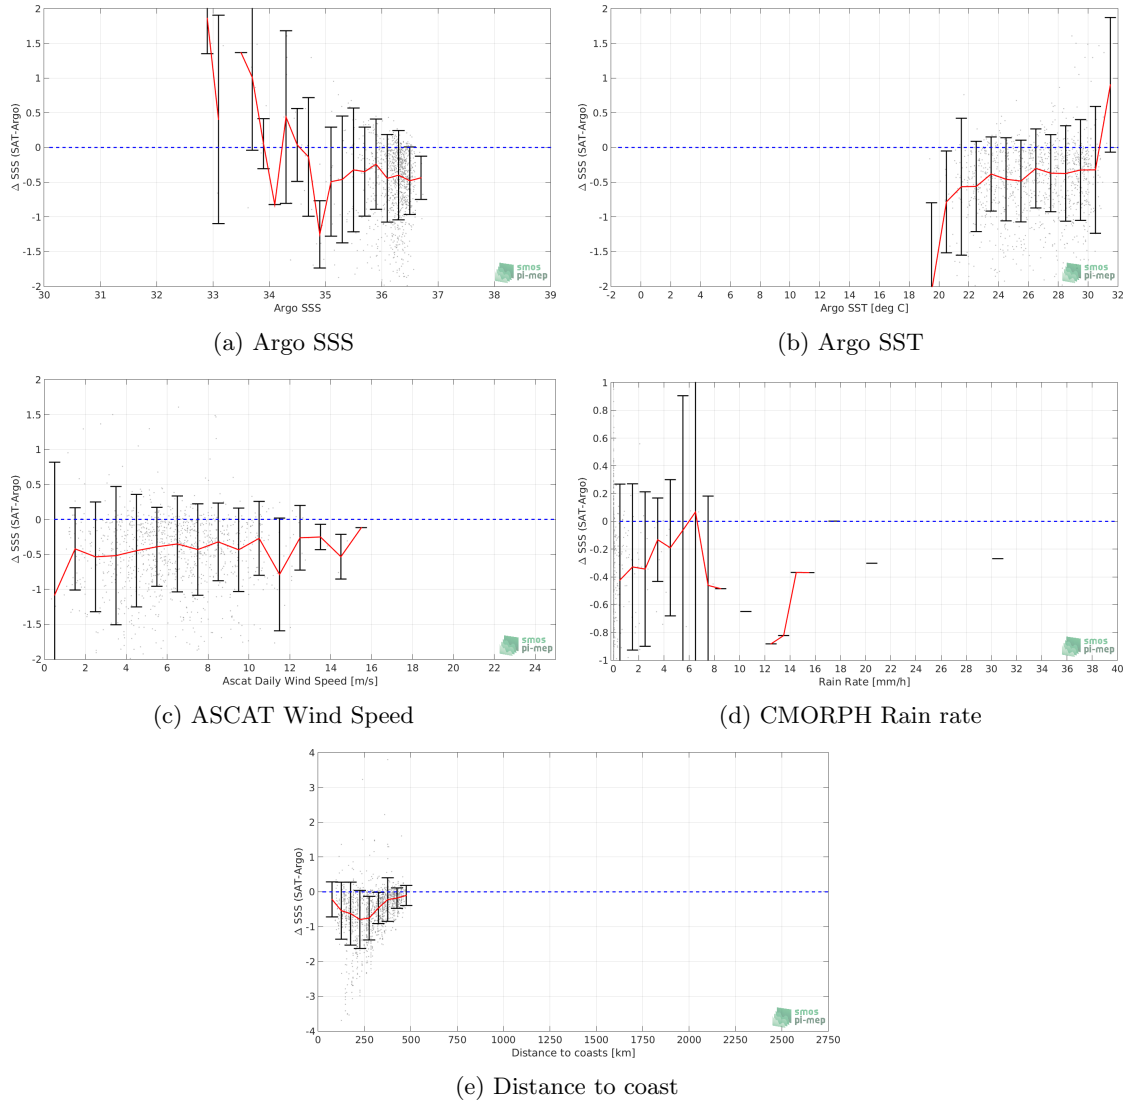 2
1.5
1
0.5
0
-0.5
-1
-1.5
-2
Δ SSS (SAT-Argo)
30 31 32 33 34 35 36 37 38 39
Argo SSS
smos
pi-mep
(a) Argo SSS
2
1.5
1
0.5
0
-0.5
-1
-1.5
-2
Δ SSS (SAT-Argo)
-2 0 2 4 6 8 10 12 14 16 18 20 22 24 26 28 30 32
Argo SST [deg C]
smos
pi-mep
(b) Argo SST
2
1.5
1
0.5
0
-0.5
-1
-1.5
-2
Δ SSS (SAT-Argo)
0 2 4 6 8 10 12 14 16 18 20 22 24
Ascat Daily Wind Speed [m/s]
smos
pi-mep
(c) ASCAT Wind Speed
1
0.8
0.6
0.4
0.2
0
-0.2
-0.4
-0.6
-0.8
-1
Δ SSS (SAT-Argo)
0 2 4 6 8 10 12 14 16 18 20 22 24 26 28 30 32 34 36 38 40
Rain Rate [mm/h]
smos
pi-mep
(d) CMORPH Rain rate
4
3
2
1
0
-1
-2
-3
-4
Δ SSS (SAT-Argo)
0 250 500 750 1000 1250 1500 1750 2000 2250 2500 2750
Distance to coasts [km]
smos
pi-mep
(e) Distance to coast